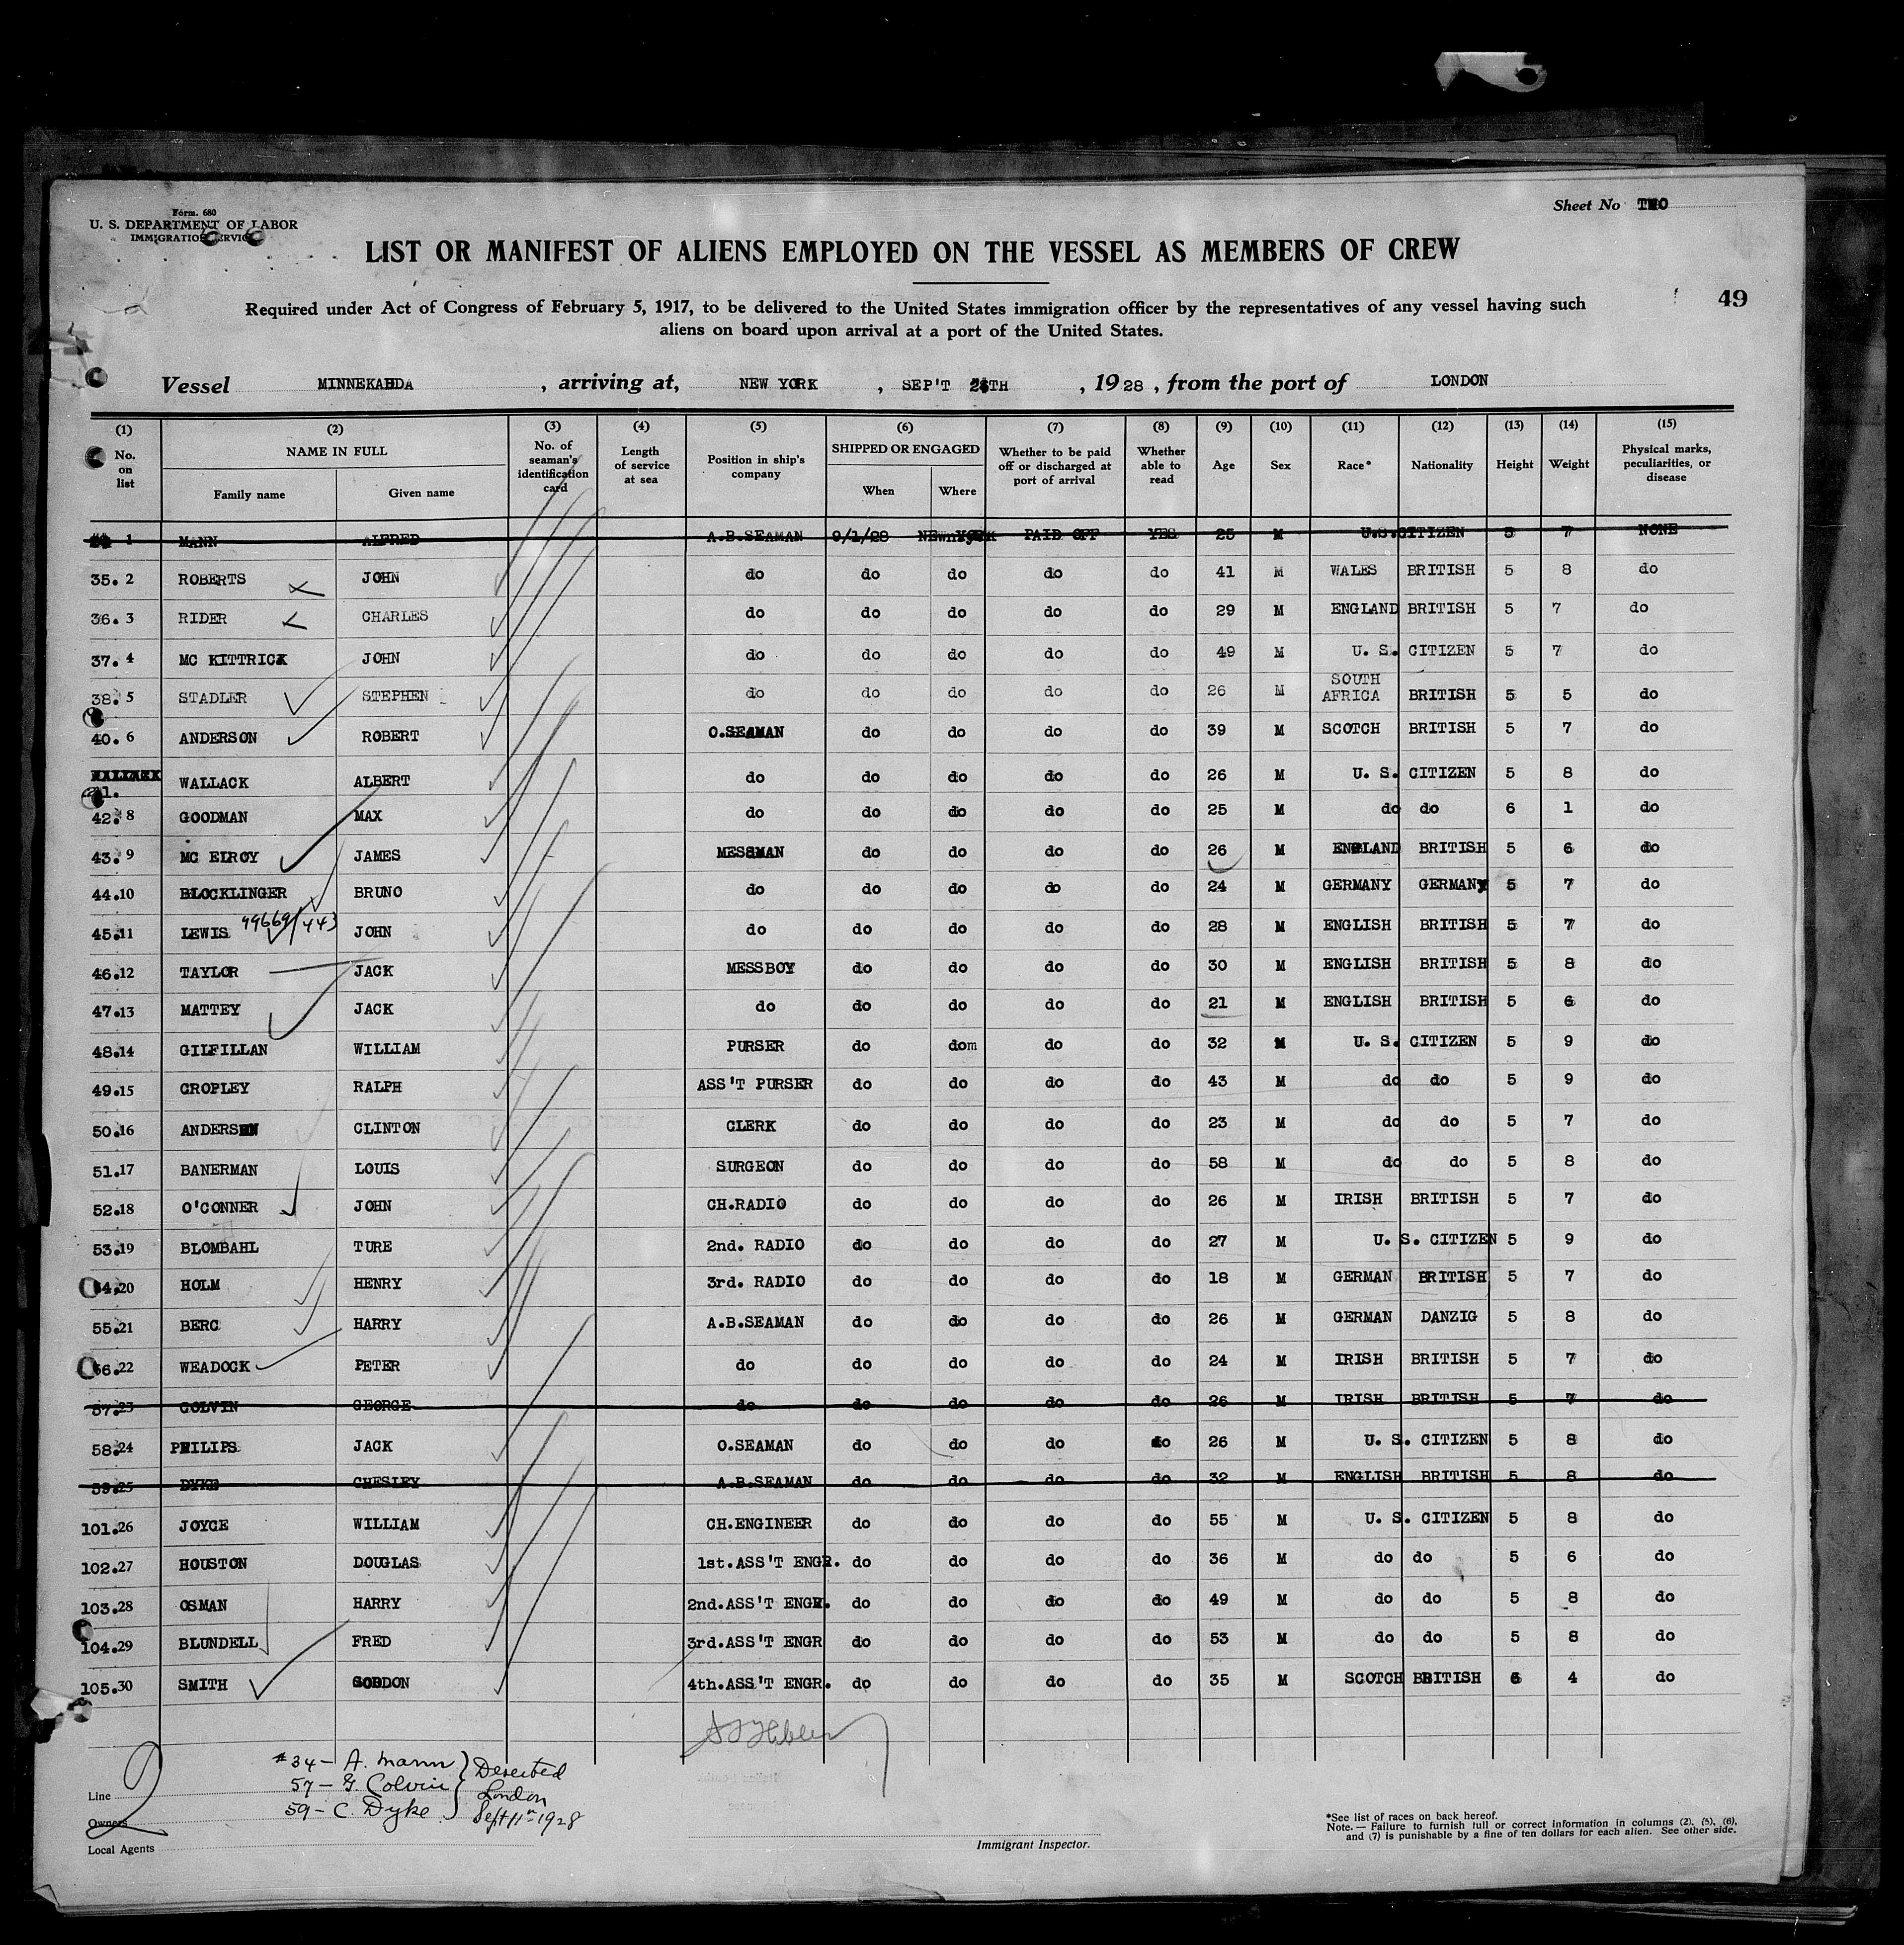 Form. 680
U. S. DEPARTMENT OF LABOR
IMMIGRATION SERVICE
Sheet No TWO
LIST OR MANIFEST OF ALIENS EMPLOYED ON THE VESSEL AS MEMBERS OF CREW
49
Required under Act of Congress of February 5, 1917, to be delivered to the United States immigration officer by the representatives of any vessel having such
aliens on board upon arrival at a port of the United States.
Vessel MINNEKAHDA , arriving at, NEW YORK , SEP'T TH , 1928 , from the port of LONDON
(1) (2) (3) (4) (5) (6) (7) (8) (9) (10) (11) (12) (13) (14) (15)
No. on list NAME IN FULL Family name Given name No. of seaman's identification card Length of service at sea Position in ship's company SHIPPED OR ENGAGED When Where Whether to be paid off or discharged at port of arrival Whether able to read Age Sex Race* Nationality Height Weight Physical marks, peculiarities, or disease
1 MANN ALFRED A.B.SEAMAN 9/1/28 NEW YORK PAID OFF YES 25 M U.S.CITIZEN 5 7 NONE
35. 2 ROBERTS JOHN do do do do do 41 M WALES BRITISH 5 8 do
36. 3 RIDER CHARLES do do do do do 29 M ENGLAND BRITISH 5 7 do
37. 4 MC KITTRICK JOHN do do do do do 49 M U. S. CITIZEN 5 7 do
38. 5 STADLER STEPHEN do do do do do 26 M SOUTH AFRICA BRITISH 5 5 do
40. 6 ANDERSON ROBERT O.SEAMAN do do do do 39 M SCOTCH BRITISH 5 7 do
WALLACK ALBERT do do do do do 26 M U. S. CITIZEN 5 8 do
42. 8 GOODMAN MAX do do do do do 25 M do do 6 1 do
43. 9 MC ELROY JAMES MESSMAN do do do do 26 M ENGLAND BRITISH 5 6 do
44.10 BLOCKLINGER BRUNO do do do do do 24 M GERMANY GERMANY 5 7 do
45.11 LEWIS 99669/443 JOHN do do do do do 28 M ENGLISH BRITISH 5 7 do
46.12 TAYLOR JACK MESSBOY do do do do 30 M ENGLISH BRITISH 5 8 do
47.13 MATTEY JACK do do do do do 21 M ENGLISH BRITISH 5 6 do
48.14 GILFILLAN WILLIAM PURSER do dom do do 32 M U. S. CITIZEN 5 9 do
49.15 CROPLEY RALPH ASS'T PURSER do do do do 43 M do do 5 9 do
50.16 ANDERSEN CLINTON CLERK do do do do 23 M do do 5 7 do
51.17 BANERMAN LOUIS SURGEON do do do do 58 M do do 5 8 do
52.18 O'CONNER JOHN CH.RADIO do do do do 26 M IRISH BRITISH 5 7 do
53.19 BLOMBAHL TURE 2nd. RADIO do do do do 27 M U. S. CITIZEN 5 9 do
54.20 HOLM HENRY 3rd. RADIO do do do do 18 M GERMAN BRITISH 5 7 do
55.21 BERG HARRY A.B.SEAMAN do do do do 26 M GERMAN DANZIG 5 8 do
56.22 WEADOCK PETER do do do do do 24 M IRISH BRITISH 5 7 do
57.23 COLVIN GEORGE do do do do do 26 M IRISH BRITISH 5 7 do
58.24 PHILIPS JACK O.SEAMAN do do do do 26 M U. S. CITIZEN 5 8 do
59.25 DYKE CHESLEY A.B.SEAMAN do do do do 32 M ENGLISH BRITISH 5 8 do
101.26 JOYCE WILLIAM CH.ENGINEER do do do do 55 M U. S. CITIZEN 5 8 do
102.27 HOUSTON DOUGLAS 1st.ASS'T ENGR. do do do do 36 M do do 5 6 do
103.28 OSMAN HARRY 2nd.ASS'T ENGR. do do do do 49 M do do 5 8 do
104.29 BLUNDELL FRED 3rd.ASS'T ENGR do do do do 53 M do do 5 8 do
105.30 SMITH GORDON 4th.ASS'T ENGR. do do do do 35 M SCOTCH BRITISH 6 4 do
#34 - A. Mann } Deserted
57 - G. Colvin London
59 - C. Dyke Sept 11th 1928
2
Line
Owners
Local Agents
Immigrant Inspector.
*See list of races on back hereof.
Note. — Failure to furnish full or correct information in columns (2), (5), (6),
and (7) is punishable by a fine of ten dollars for each alien. See other side.